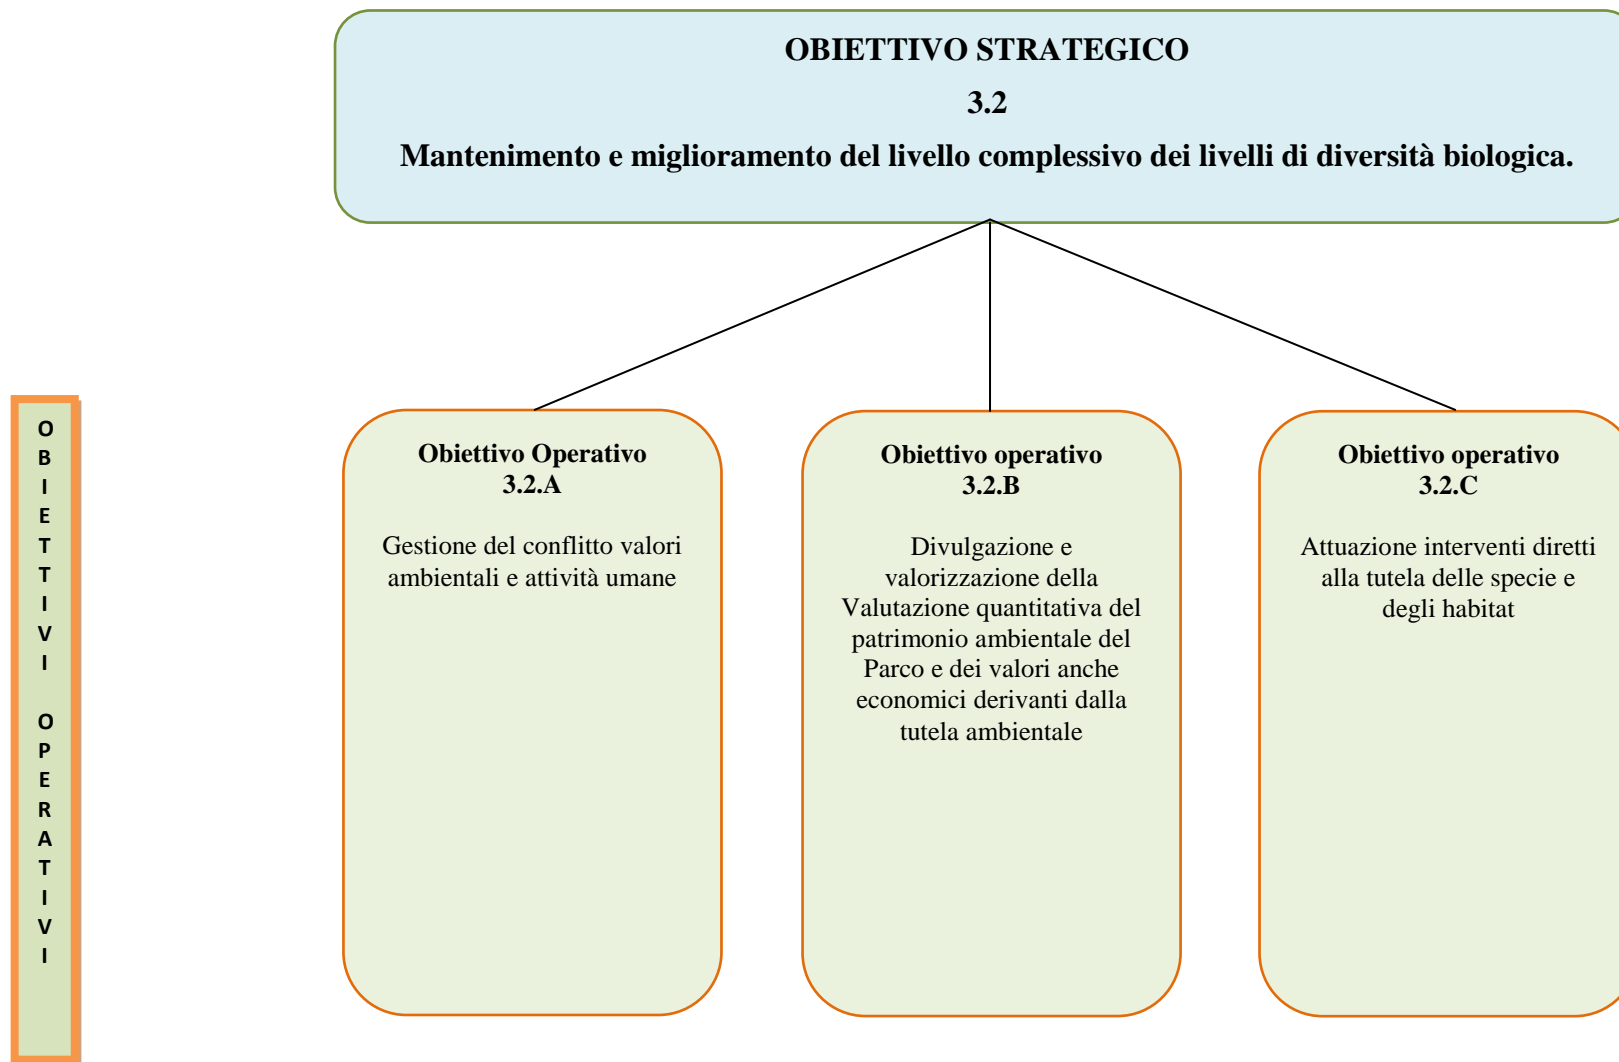 OBIETTIVO STRATEGICO
3.2
Mantenimento e miglioramento del livello complessivo dei livelli di diversità biologica.
O
B
I
E
T
T
I
V
I
O
P
E
R
A
T
I
V
I
Obiettivo Operativo
3.2.A
Gestione del conflitto valori
ambientali e attività umane
Obiettivo operativo
3.2.B
Divulgazione e
valorizzazione della
Valutazione quantitativa del
patrimonio ambientale del
Parco e dei valori anche
economici derivanti dalla
tutela ambientale
Obiettivo operativo
3.2.C
Attuazione interventi diretti
alla tutela delle specie e
degli habitat